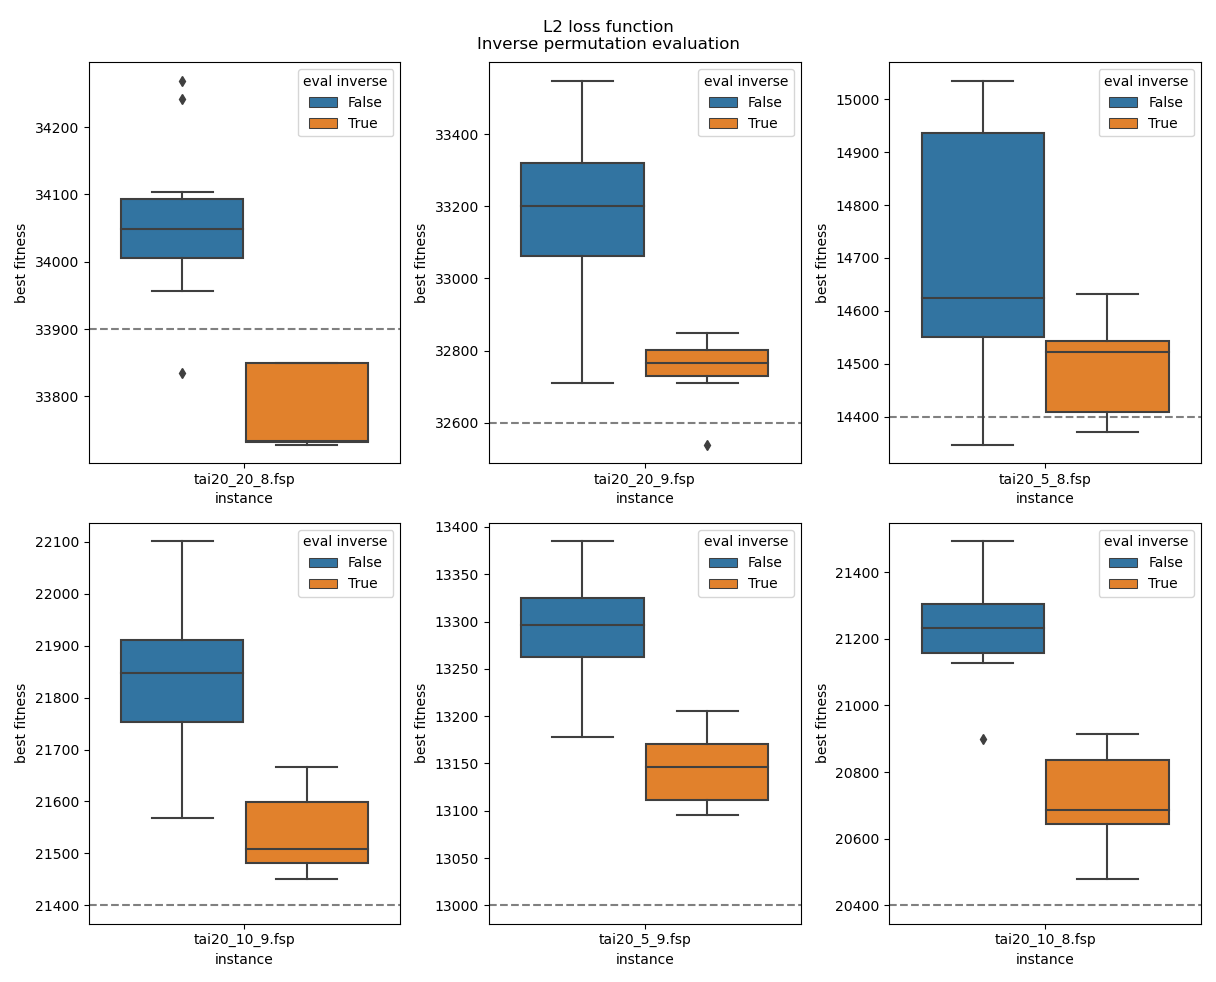 L2 loss function
Inverse permutation evaluation
eval inverse
False
True
34200
34100
34000
33900
33800
best fitness
tai20_20_8.fsp
instance
eval inverse
False
True
33400
33200
33000
32800
32600
best fitness
tai20_20_9.fsp
instance
eval inverse
False
True
15000
14900
14800
14700
14600
14500
14400
best fitness
tai20_5_8.fsp
instance
eval inverse
False
True
22100
22000
21900
21800
21700
21600
21500
21400
best fitness
tai20_10_9.fsp
instance
eval inverse
False
True
13400
13350
13300
13250
13200
13150
13100
13050
13000
best fitness
tai20_5_9.fsp
instance
eval inverse
False
True
21400
21200
21000
20800
20600
20400
best fitness
tai20_10_8.fsp
instance